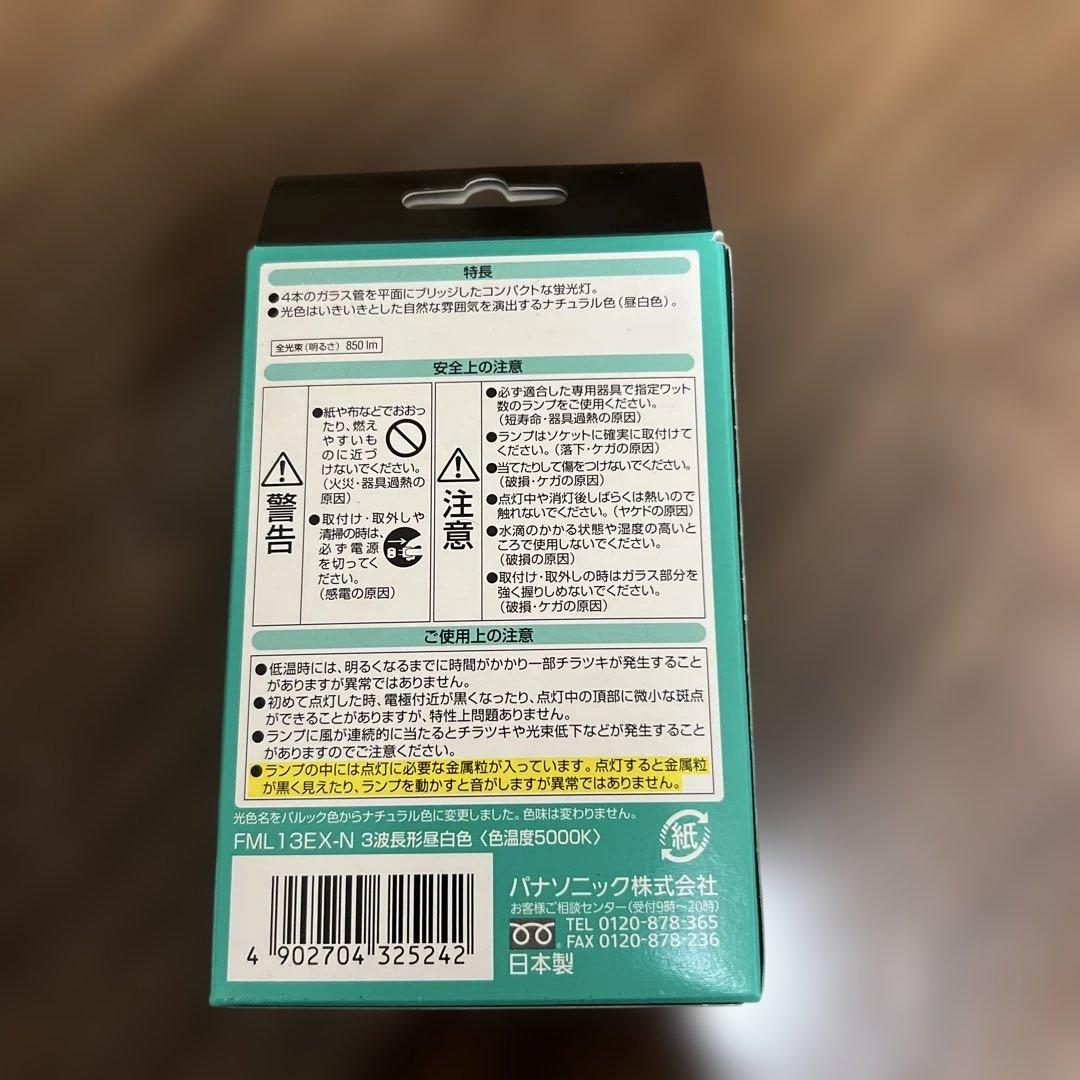 特長
●4本のガラス管を平面にブリッジしたコンパクトな蛍光灯。
●光色はいきいきとした自然な雰囲気を演出するナチュラル色(昼白色)。
全光束(明るさ) 850 lm
安全上の注意
警告
●紙や布などでおおっ
たり、燃え
やすいも
のに近づ
けないでください。
(火災・器具過熱の
原因)
●取付け・取外しや
清掃の時は、
必ず電源
を切ってく
ださい。
(感電の原因)
注意
●必ず適合した専用器具で指定ワット
数のランプをご使用ください。
(短寿命・器具過熱の原因)
●ランプはソケットに確実に取付けて
ください。(落下・ケガの原因)
●当てたりして傷をつけないでください。
(破損・ケガの原因)
●点灯中や消灯後しばらくは熱いので
触れないでください。(ヤケドの原因)
●水滴のかかる状態や湿度の高いと
ころで使用しないでください。
(破損の原因)
●取付け・取外しの時はガラス部分を
強く握りしめないでください。
(破損・ケガの原因)
ご使用上の注意
●低温時には、明るくなるまでに時間がかかり一部チラツキが発生すること
がありますが異常ではありません。
●初めて点灯した時、電極付近が黒くなったり、点灯中の頂部に微小な斑点
ができることがありますが、特性上問題ありません。
●ランプに風が連続的に当たるとチラツキや光束低下などが発生すること
がありますのでご注意ください。
●ランプの中には点灯に必要な金属粒が入っています。点灯すると金属粒
が黒く見えたり、ランプを動かすと音がしますが異常ではありません。
光色名をパルック色からナチュラル色に変更しました。色味は変わりません。
FML13EX-N 3波長形昼白色〈色温度5000K〉
紙
4 902704 325242
パナソニック株式会社
お客様ご相談センター(受付9時〜20時)
TEL 0120-878-365
FAX 0120-878-236
日本製